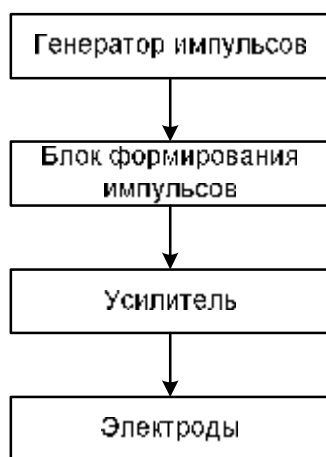 Генератор импульсов
Блок формирования
импульсов
Усилитель
Электроды